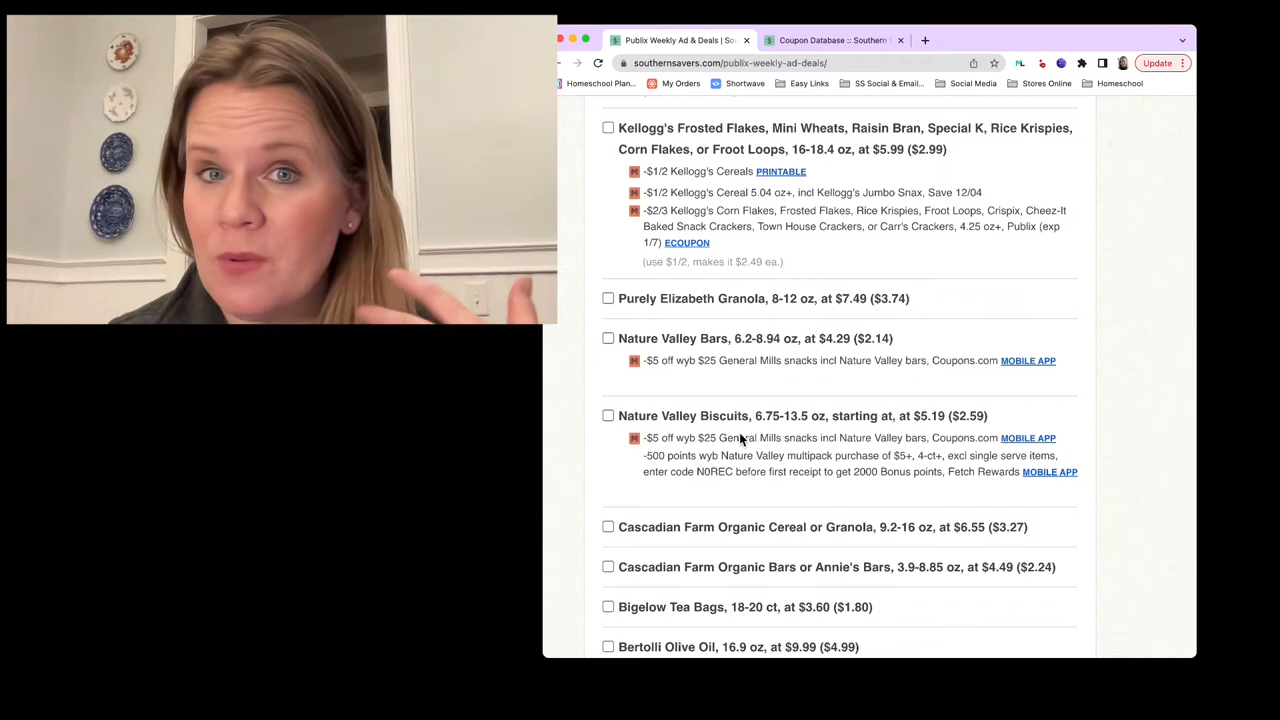 Publix Weekly Ad & Deals | Sou
Coupon Database :: Southern S
southernsavers.com/publix-weekly-ad-deals/
Update
Homeschool Plan...
My Orders
Shortwave
Easy Links
SS Social & Email...
Social Media
Stores Online
Homeschool
Kellogg's Frosted Flakes, Mini Wheats, Raisin Bran, Special K, Rice Krispies,
Corn Flakes, or Froot Loops, 16-18.4 oz, at $5.99 ($2.99)
M -$1/2 Kellogg's Cereals PRINTABLE
M -$1/2 Kellogg's Cereal 5.04 oz+, incl Kellogg's Jumbo Snax, Save 12/04
M -$2/3 Kellogg's Corn Flakes, Frosted Flakes, Rice Krispies, Froot Loops, Crispix, Cheez-It
Baked Snack Crackers, Town House Crackers, or Carr's Crackers, 4.25 oz+, Publix (exp
1/7) ECOUPON
(use $1/2, makes it $2.49 ea.)
Purely Elizabeth Granola, 8-12 oz, at $7.49 ($3.74)
Nature Valley Bars, 6.2-8.94 oz, at $4.29 ($2.14)
M -$5 off wyb $25 General Mills snacks incl Nature Valley bars, Coupons.com MOBILE APP
Nature Valley Biscuits, 6.75-13.5 oz, starting at, at $5.19 ($2.59)
M -$5 off wyb $25 General Mills snacks incl Nature Valley bars, Coupons.com MOBILE APP
-500 points wyb Nature Valley multipack purchase of $5+, 4-ct+, excl single serve items,
enter code N0REC before first receipt to get 2000 Bonus points, Fetch Rewards MOBILE APP
Cascadian Farm Organic Cereal or Granola, 9.2-16 oz, at $6.55 ($3.27)
Cascadian Farm Organic Bars or Annie's Bars, 3.9-8.85 oz, at $4.49 ($2.24)
Bigelow Tea Bags, 18-20 ct, at $3.60 ($1.80)
Bertolli Olive Oil, 16.9 oz, at $9.99 ($4.99)